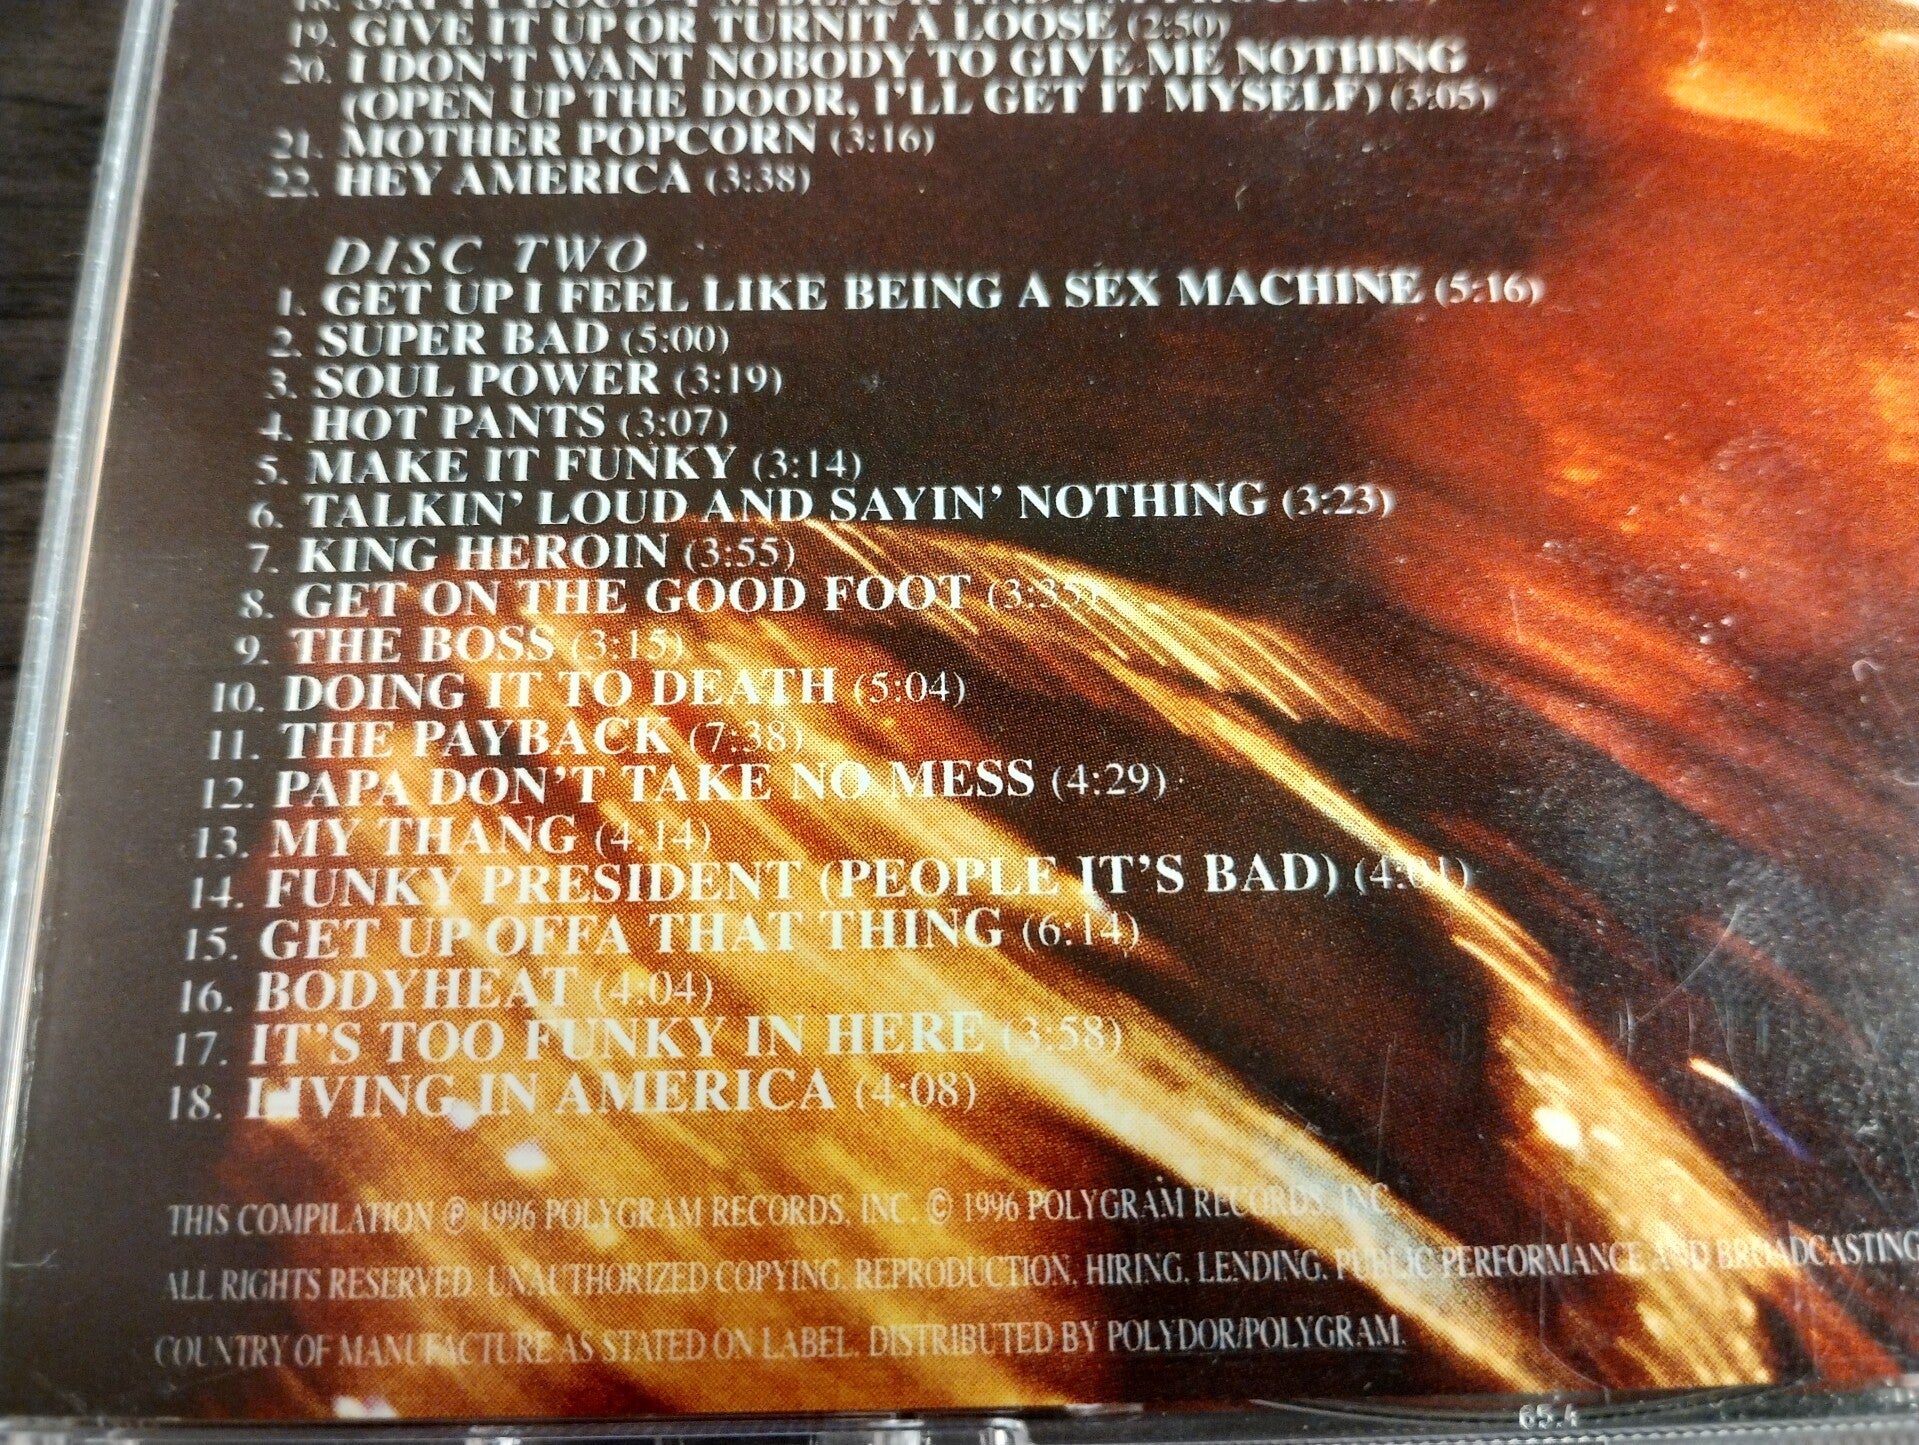 19. GIVE IT UP OR TURNIT A LOOSE (2:50)
20. I DON'T WANT NOBODY TO GIVE ME NOTHING
(OPEN UP THE DOOR, I'LL GET IT MYSELF) (3:05)
21. MOTHER POPCORN (3:16)
22. HEY AMERICA (3:38)
DISC TWO
1. GET UP I FEEL LIKE BEING A SEX MACHINE (5:16)
2. SUPER BAD (5:00)
3. SOUL POWER (3:19)
4. HOT PANTS (3:07)
5. MAKE IT FUNKY (3:14)
6. TALKIN' LOUD AND SAYIN' NOTHING (3:23)
7. KING HEROIN (3:55)
8. GET ON THE GOOD FOOT (3:35)
9. THE BOSS (3:15)
10. DOING IT TO DEATH (5:04)
11. THE PAYBACK (7:38)
12. PAPA DON'T TAKE NO MESS (4:29)
13. MY THANG (4:14)
14. FUNKY PRESIDENT (PEOPLE IT'S BAD) (4:01)
15. GET UP OFFA THAT THING (6:14)
16. BODYHEAT (4:04)
17. IT'S TOO FUNKY IN HERE (3:58)
18. LIVING IN AMERICA (4:08)
THIS COMPILATION ℗ 1996 POLYGRAM RECORDS, INC. © 1996 POLYGRAM RECORDS, INC.
ALL RIGHTS RESERVED. UNAUTHORIZED COPYING, REPRODUCTION, HIRING, LENDING, PUBLIC PERFORMANCE AND BROADCASTING
COUNTRY OF MANUFACTURE AS STATED ON LABEL. DISTRIBUTED BY POLYDOR/POLYGRAM.
65.4